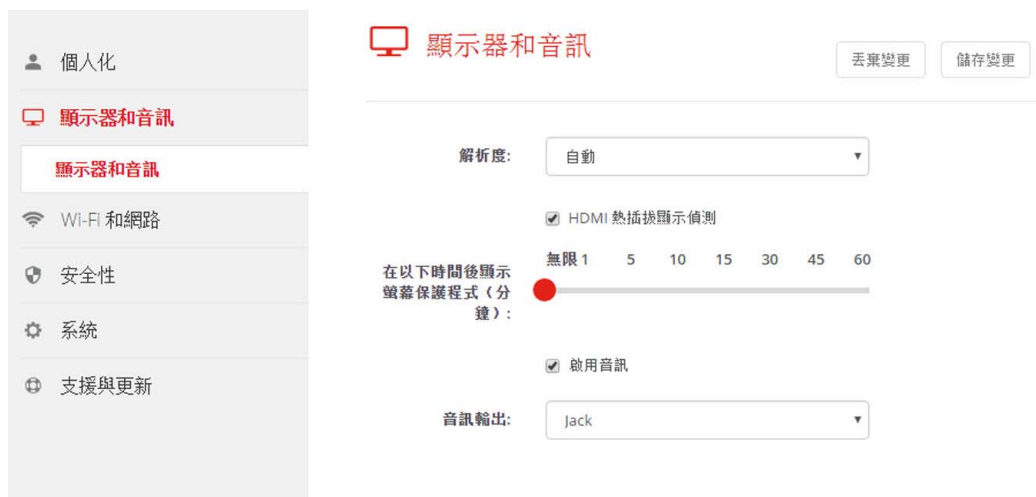 個人化
顯示器和音訊
顯示器和音訊
Wi-Fi 和網路
安全性
系統
支援與更新
顯示器和音訊
丟棄變更
儲存變更
解析度:
自動
HDMI 熱插拔顯示偵測
在以下時間後顯示
螢幕保護程式（分
鐘）:
無限 1 5 10 15 30 45 60
啟用音訊
音訊輸出:
Jack